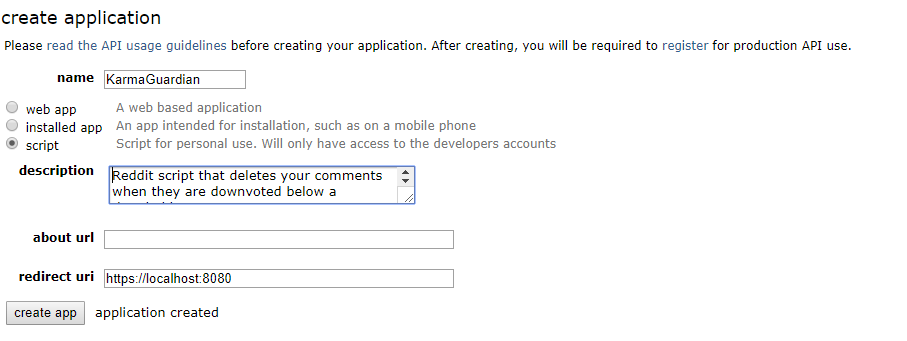 create application
Please read the API usage guidelines before creating your application. After creating, you will be required to register for production API use.
name KarmaGuardian
web app A web based application
installed app An app intended for installation, such as on a mobile phone
script Script for personal use. Will only have access to the developers accounts
description Reddit script that deletes your comments
when they are downvoted below a
about url
redirect uri https://localhost:8080
create app application created